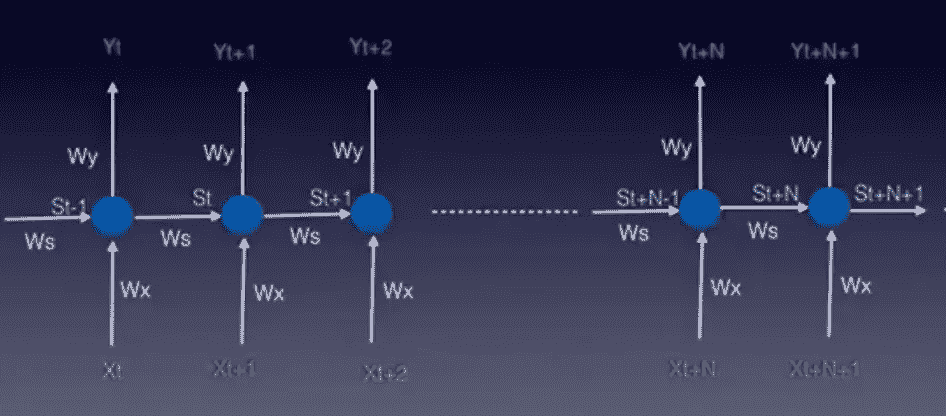 Yt Yt+1 Yt+2 Yt+N Yt+N+1
Wy Wy Wy Wy Wy
St-1 St St+1 St+N-1 St+N St+N+1
Ws Ws Ws Ws Ws
Wx Wx Wx Wx Wx
Xt Xt+1 Xt+2 Xt+N Xt+N+1